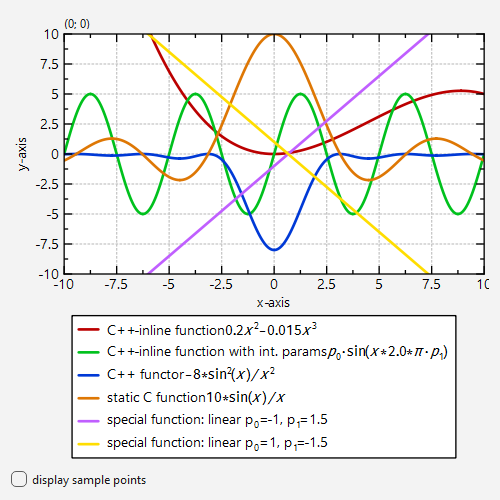 (0; 0)
10
7.5
5
2.5
0
-2.5
-5
-7.5
-10
y-axis
-10 -7.5 -5 -2.5 0 2.5 5 7.5 10
x-axis
C++-inline function0.2x²-0.015x³
C++-inline function with int. paramsp₀·sin(x*2.0*π·p₁)
C++ functor-8*sin²(x)/x²
static C function10*sin(x)/x
special function: linear p₀=-1, p₁=1.5
special function: linear p₀=1, p₁=-1.5
display sample points